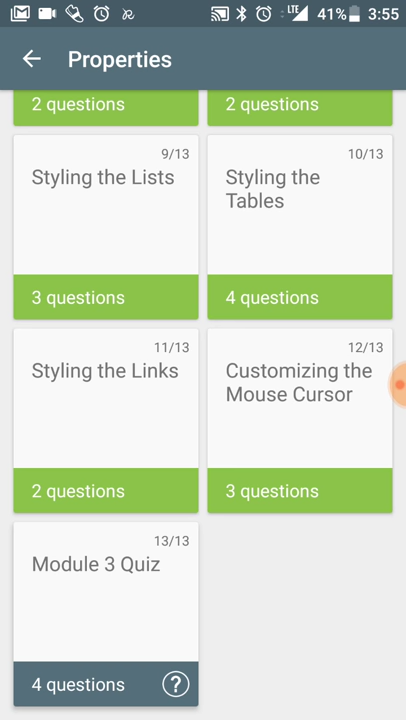 LTE 41% 3:55
Properties
2 questions
2 questions
9/13
Styling the Lists
3 questions
10/13
Styling the
Tables
4 questions
11/13
Styling the Links
2 questions
12/13
Customizing the
Mouse Cursor
3 questions
13/13
Module 3 Quiz
4 questions ?